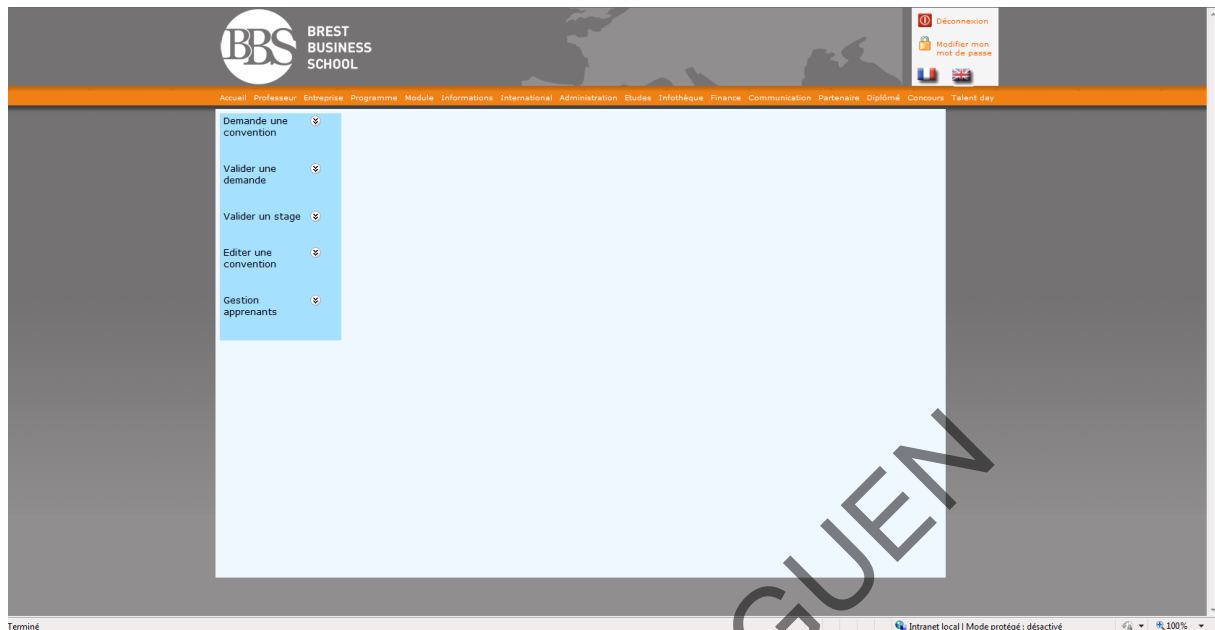 BBS
BREST
BUSINESS
SCHOOL
Déconnexion
Modifier mon
mot de passe
Accueil Professeur Entreprise Programme Module Informations International Administration Etudes Infothèque Finance Communication Partenaire Diplômé Concours Talent day
Demande une
convention
Valider une
demande
Valider un stage
Editer une
convention
Gestion
apprenants
GUEN
Terminé
Intranet local | Mode protégé : désactivé
100%